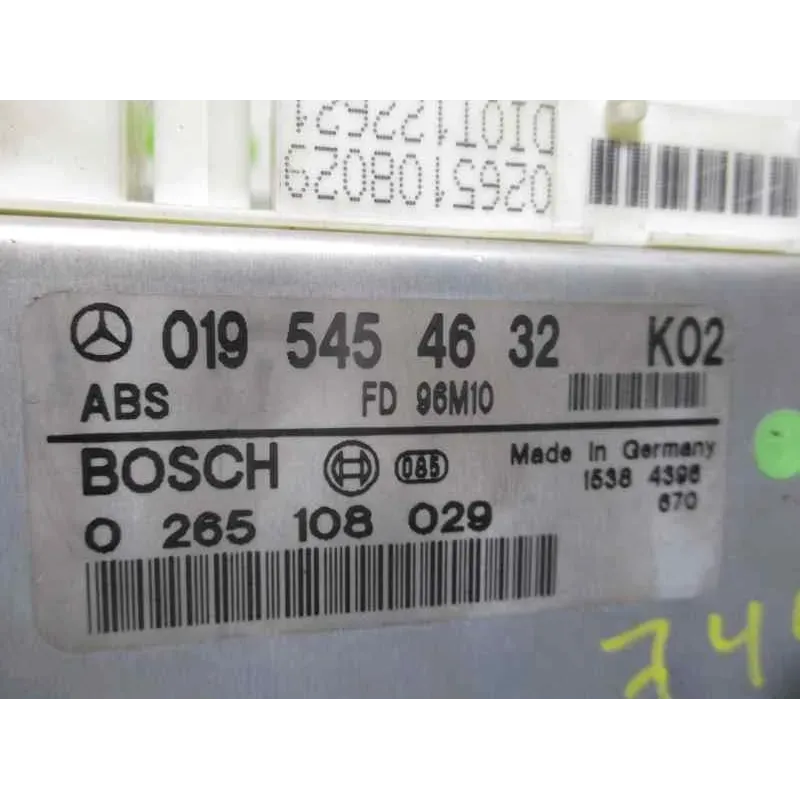 DIOT122621
0265108029
019 545 46 32 K02
ABS FD 96M10
BOSCH 085 Made in Germany
1538 4396
670
0 265 108 029